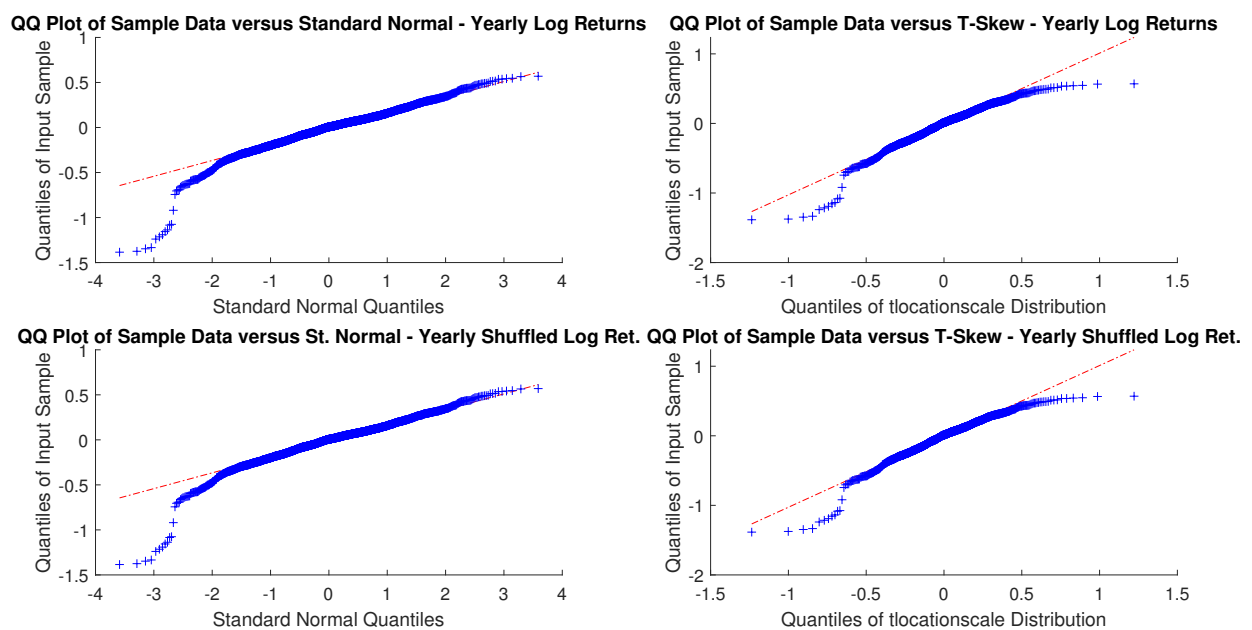 QQ Plot of Sample Data versus Standard Normal - Yearly Log Returns
1
0.5
0
-0.5
-1
-1.5
Quantiles of Input Sample
-4 -3 -2 -1 0 1 2 3 4
Standard Normal Quantiles
QQ Plot of Sample Data versus T-Skew - Yearly Log Returns
1
0
-1
-2
Quantiles of Input Sample
-1.5 -1 -0.5 0 0.5 1 1.5
Quantiles of tlocationscale Distribution
QQ Plot of Sample Data versus St. Normal - Yearly Shuffled Log Ret.
1
0.5
0
-0.5
-1
-1.5
Quantiles of Input Sample
-4 -3 -2 -1 0 1 2 3 4
Standard Normal Quantiles
QQ Plot of Sample Data versus T-Skew - Yearly Shuffled Log Ret.
1
0
-1
-2
Quantiles of Input Sample
-1.5 -1 -0.5 0 0.5 1 1.5
Quantiles of tlocationscale Distribution